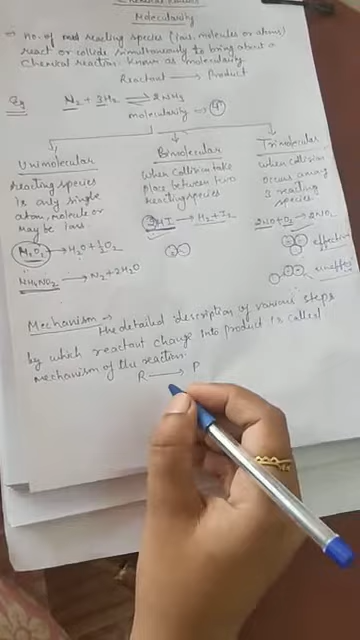 Chemical Kinetics
Molecularity
→ No. of reacting species (ions, molecules or atoms)
react or collide simultaneously to bring about a
chemical reaction. Known as molecularity
Reactant → Product
Eg N₂ + 3H₂ ⇌ 2NH₃
molecularity ⇒ 4
Unimolecular
Reacting species
is only single
atom, molecule or
may be ions.
H₂O₂ → H₂O + ½O₂
NH₄NO₂ → N₂ + 2H₂O
Bimolecular
When Collision take
place between two
Reacting species
2HI → H₂ + I₂
Trimolecular
When Collision
occurs among
3 reacting
species
2NO + O₂ → 2NO₂
effective
Mechanism → The detailed description of various steps
by which reactant change into product is called
mechanism of the reaction.
R → P